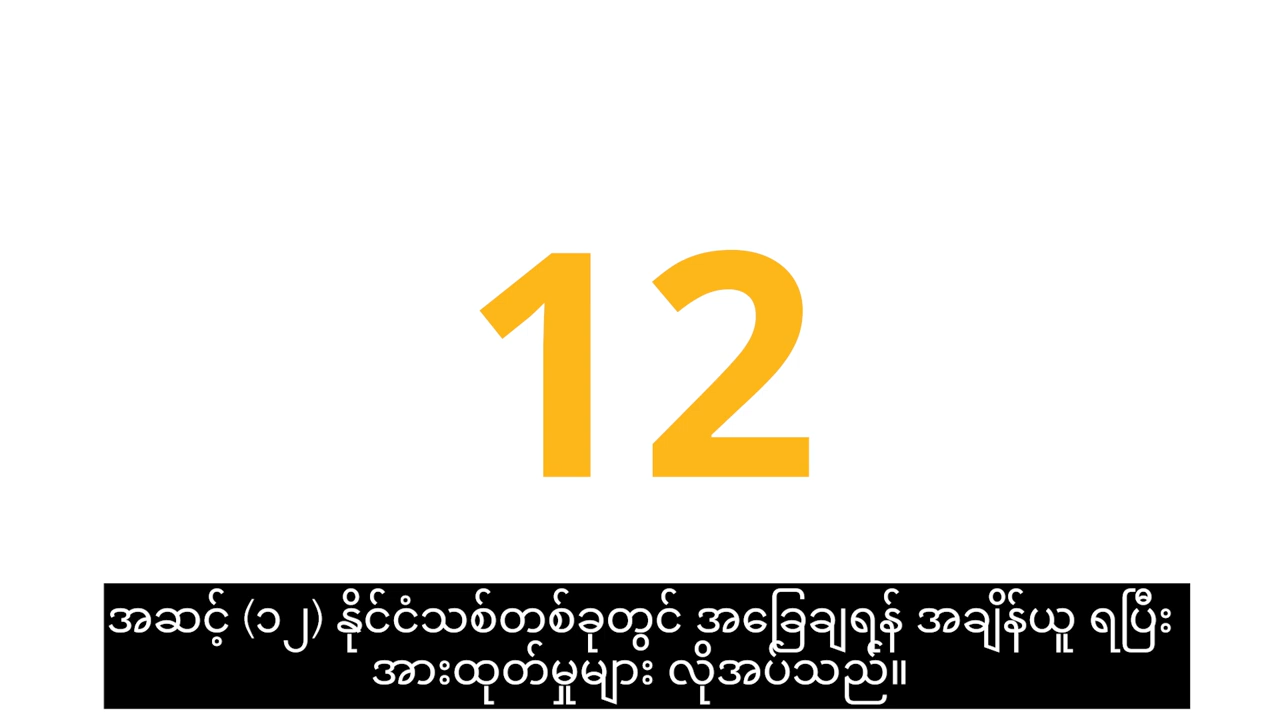 12
အဆင့် (၁၂) နိုင်ငံသစ်တစ်ခုတွင် အခြေချရန် အချိန်ယူ ရပြီး
အားထုတ်မှုများ လိုအပ်သည်။